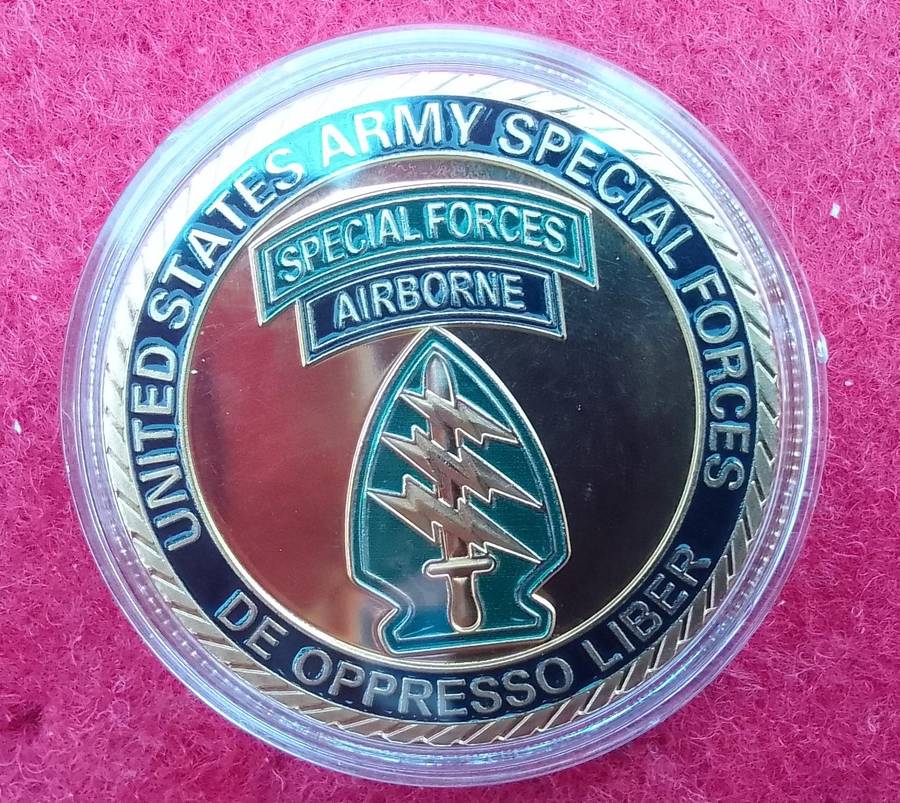 UNITED STATES ARMY SPECIAL FORCES
SPECIAL FORCES
AIRBORNE
DE OPPRESSO LIBER